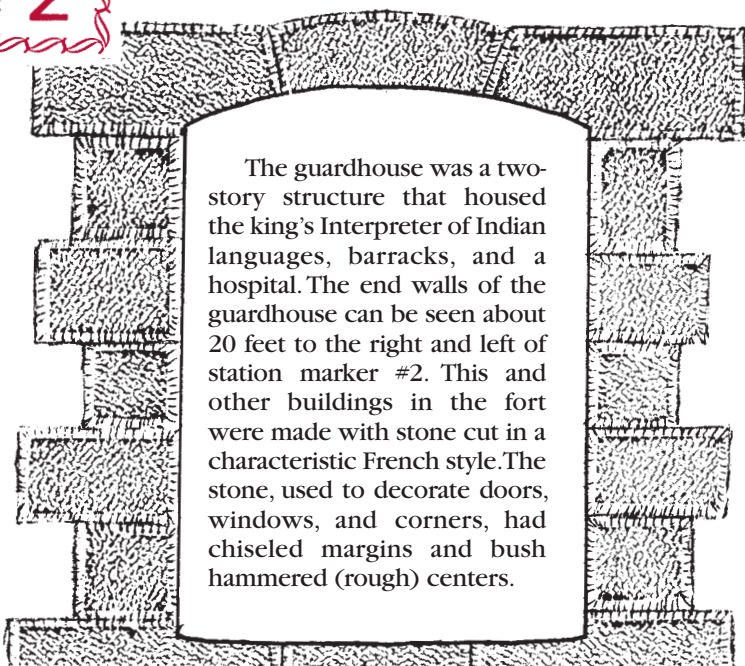 2
The guardhouse was a two-
story structure that housed
the king's Interpreter of Indian
languages, barracks, and a
hospital. The end walls of the
guardhouse can be seen about
20 feet to the right and left of
station marker #2. This and
other buildings in the fort
were made with stone cut in a
characteristic French style.The
stone, used to decorate doors,
windows, and corners, had
chiseled margins and bush
hammered (rough) centers.